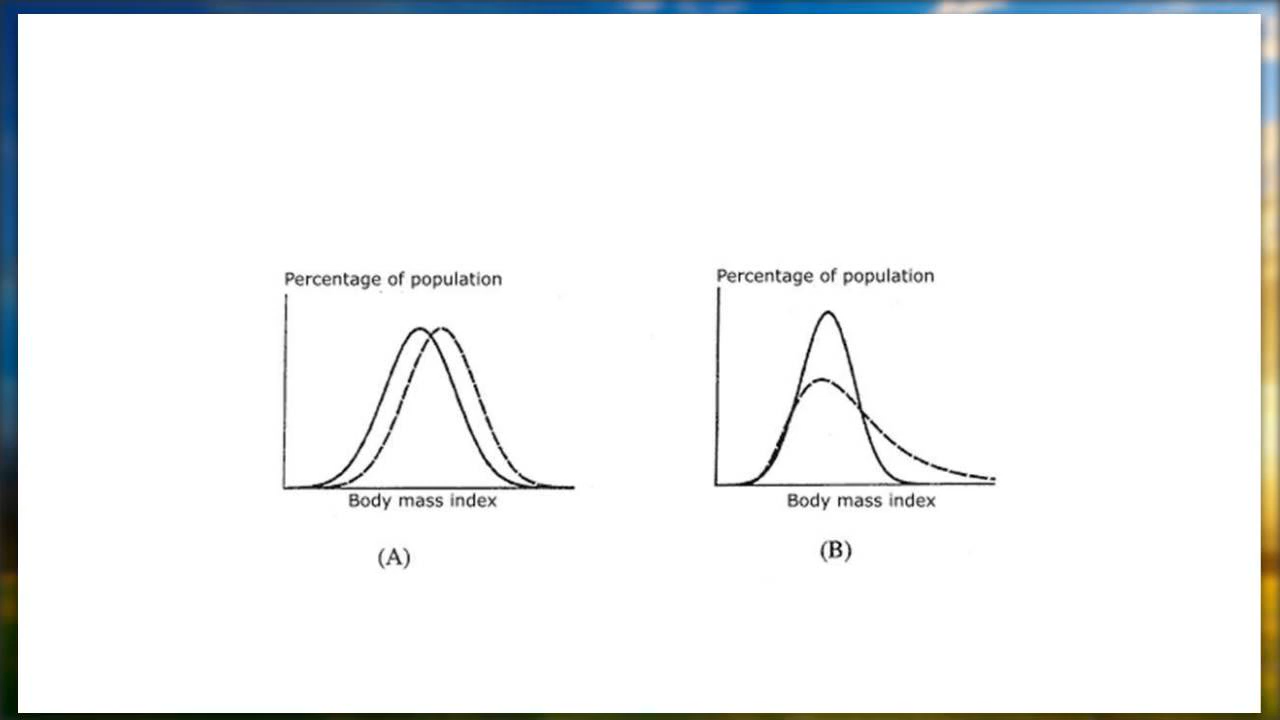 Percentage of population
Body mass index
(A)
Percentage of population
Body mass index
(B)